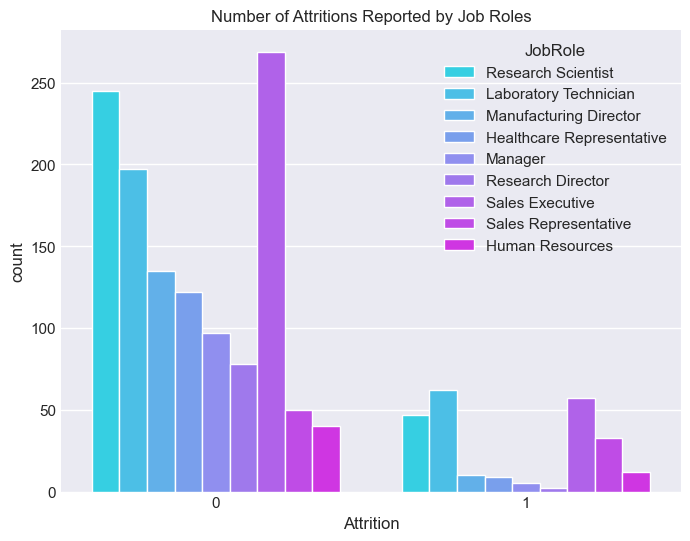 Number of Attritions Reported by Job Roles
JobRole
Research Scientist
Laboratory Technician
Manufacturing Director
Healthcare Representative
Manager
Research Director
Sales Executive
Sales Representative
Human Resources
count
250
200
150
100
50
0
0 1
Attrition